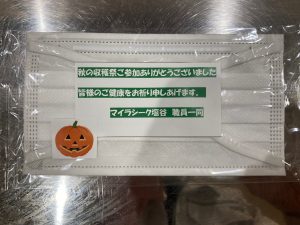 秋の収穫祭ご参加ありがとうございました
皆様のご健康をお祈り申しあげます。
マイラシーク塩谷　職員一同